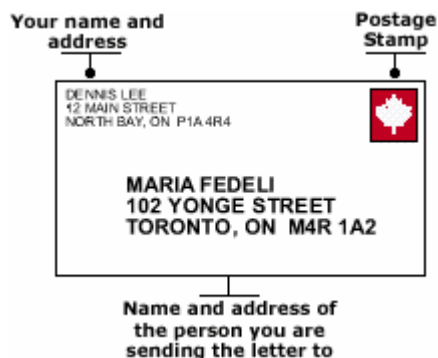 Your name and
address
Postage
Stamp
DENNIS LEE
12 MAIN STREET
NORTH BAY, ON P1A 4R4
MARIA FEDELI
102 YONGE STREET
TORONTO, ON M4R 1A2
Name and address of
the person you are
sending the letter to